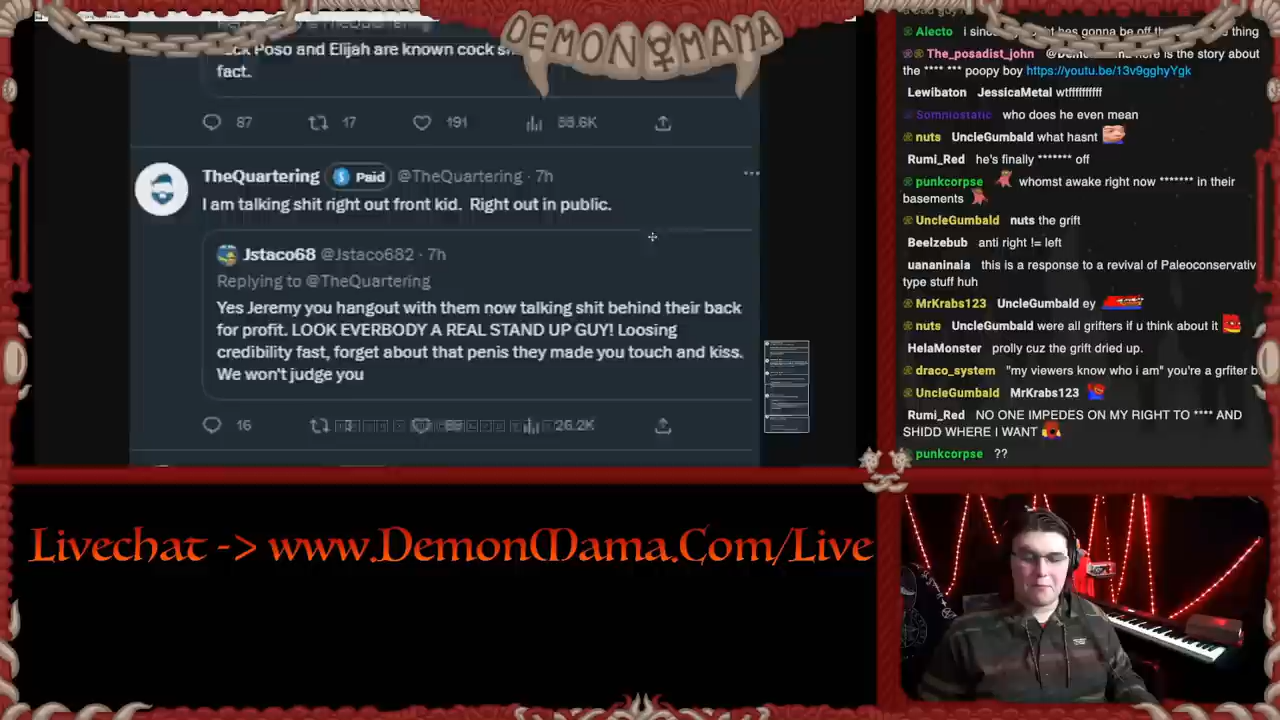 DEMON MAMA
Poso and Elijah are known cock
fact.
87
17
191
TheQuartering Paid @TheQuartering · 7h
I am talking shit right out front kid. Right out in public.
Jstaco68 @Jstaco682 · 7h
Replying to @TheQuartering
Yes Jeremy you hangout with them now talking shit behind their back
for profit. LOOK EVERBODY A REAL STAND UP GUY! Loosing
credibility fast, forget about that penis they made you touch and kiss.
We won't judge you
16
26.2K
Alecto i gonna be off thing
The_posadist_john is the story about
the **** *** poopy boy https://youtu.be/13v9gghyYgk
Lewibaton JessicaMetal wtffffffffff
Somniostatic who does he even mean
nuts UncleGumbald what hasnt
Rumi_Red he's finally ******* off
punkcorpse whomst awake right now ******* in their
basements
UncleGumbald nuts the grift
Beelzebub anti right != left
uananinaia this is a response to a revival of Paleoconservativ
type stuff huh
MrKrabs123 UncleGumbald ey
nuts UncleGumbald were all grifters if u think about it
HelaMonster prolly cuz the grift dried up.
draco_system "my viewers know who i am" you're a grfiter b
UncleGumbald MrKrabs123
Rumi_Red NO ONE IMPEDES ON MY RIGHT TO **** AND
SHIDD WHERE I WANT
punkcorpse ??
Livechat -> www.DemonMama.Com/Live